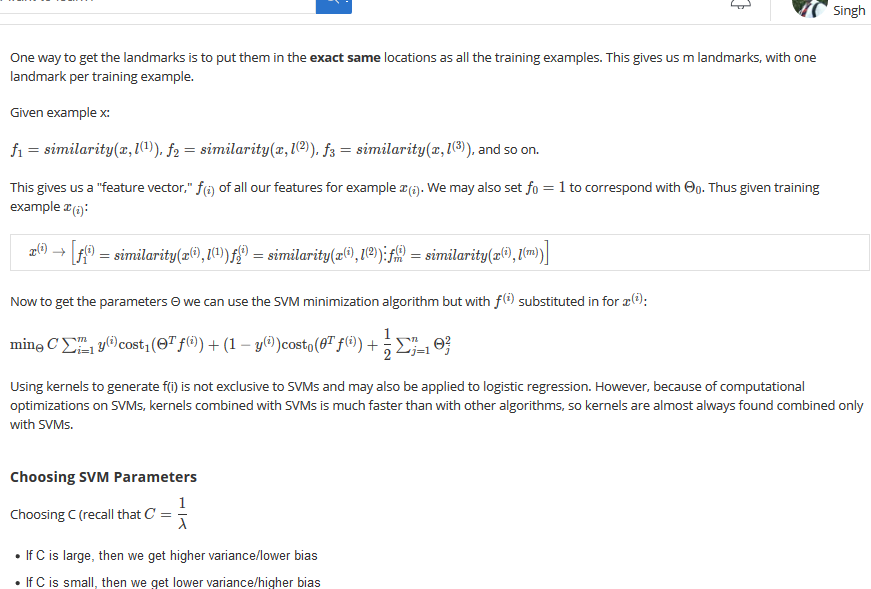 Singh
One way to get the landmarks is to put them in the exact same locations as all the training examples. This gives us m landmarks, with one
landmark per training example.
Given example x:
f₁ = similarity(x, l⁽¹⁾), f₂ = similarity(x, l⁽²⁾), f₃ = similarity(x, l⁽³⁾), and so on.
This gives us a "feature vector," f₍ᵢ₎ of all our features for example x₍ᵢ₎. We may also set f₀ = 1 to correspond with Θ₀. Thus given training
example x₍ᵢ₎:
x⁽ⁱ⁾ → [f₁⁽ⁱ⁾ = similarity(x⁽ⁱ⁾, l⁽¹⁾)f₂⁽ⁱ⁾ = similarity(x⁽ⁱ⁾, l⁽²⁾)⋮fₘ⁽ⁱ⁾ = similarity(x⁽ⁱ⁾, l⁽ᵐ⁾)]
Now to get the parameters Θ we can use the SVM minimization algorithm but with f⁽ⁱ⁾ substituted in for x⁽ⁱ⁾:
min_Θ C ∑ᵢ₌₁ᵐ y⁽ⁱ⁾cost₁(Θᵀf⁽ⁱ⁾) + (1 − y⁽ⁱ⁾)cost₀(θᵀf⁽ⁱ⁾) + 1/2 ∑ⱼ₌₁ⁿ Θⱼ²
Using kernels to generate f(i) is not exclusive to SVMs and may also be applied to logistic regression. However, because of computational
optimizations on SVMs, kernels combined with SVMs is much faster than with other algorithms, so kernels are almost always found combined only
with SVMs.
Choosing SVM Parameters
Choosing C (recall that C = 1/λ
• If C is large, then we get higher variance/lower bias
• If C is small, then we get lower variance/higher bias